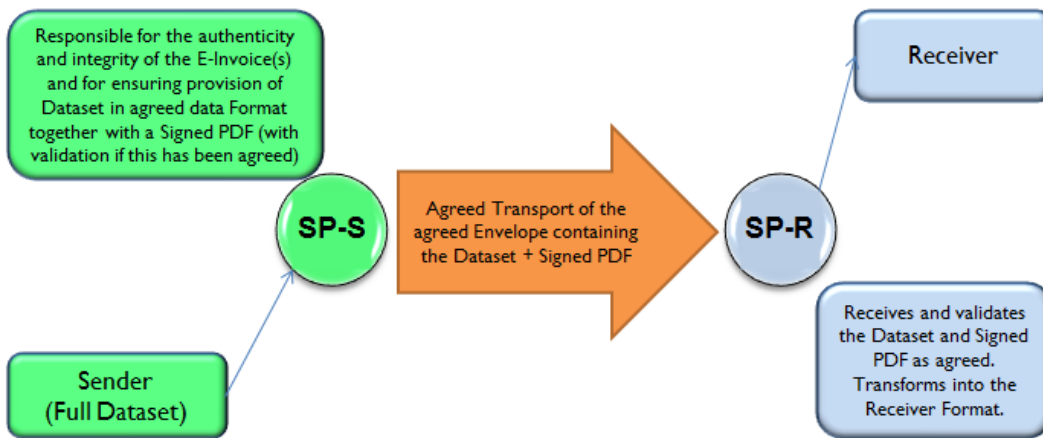 Responsible for the authenticity
and integrity of the E-Invoice(s)
and for ensuring provision of
Dataset in agreed data Format
together with a Signed PDF (with
validation if this has been agreed)
Receiver
SP-S
Agreed Transport of the
agreed Envelope containing
the Dataset + Signed PDF
SP-R
Sender
(Full Dataset)
Receives and validates
the Dataset and Signed
PDF as agreed.
Transforms into the
Receiver Format.